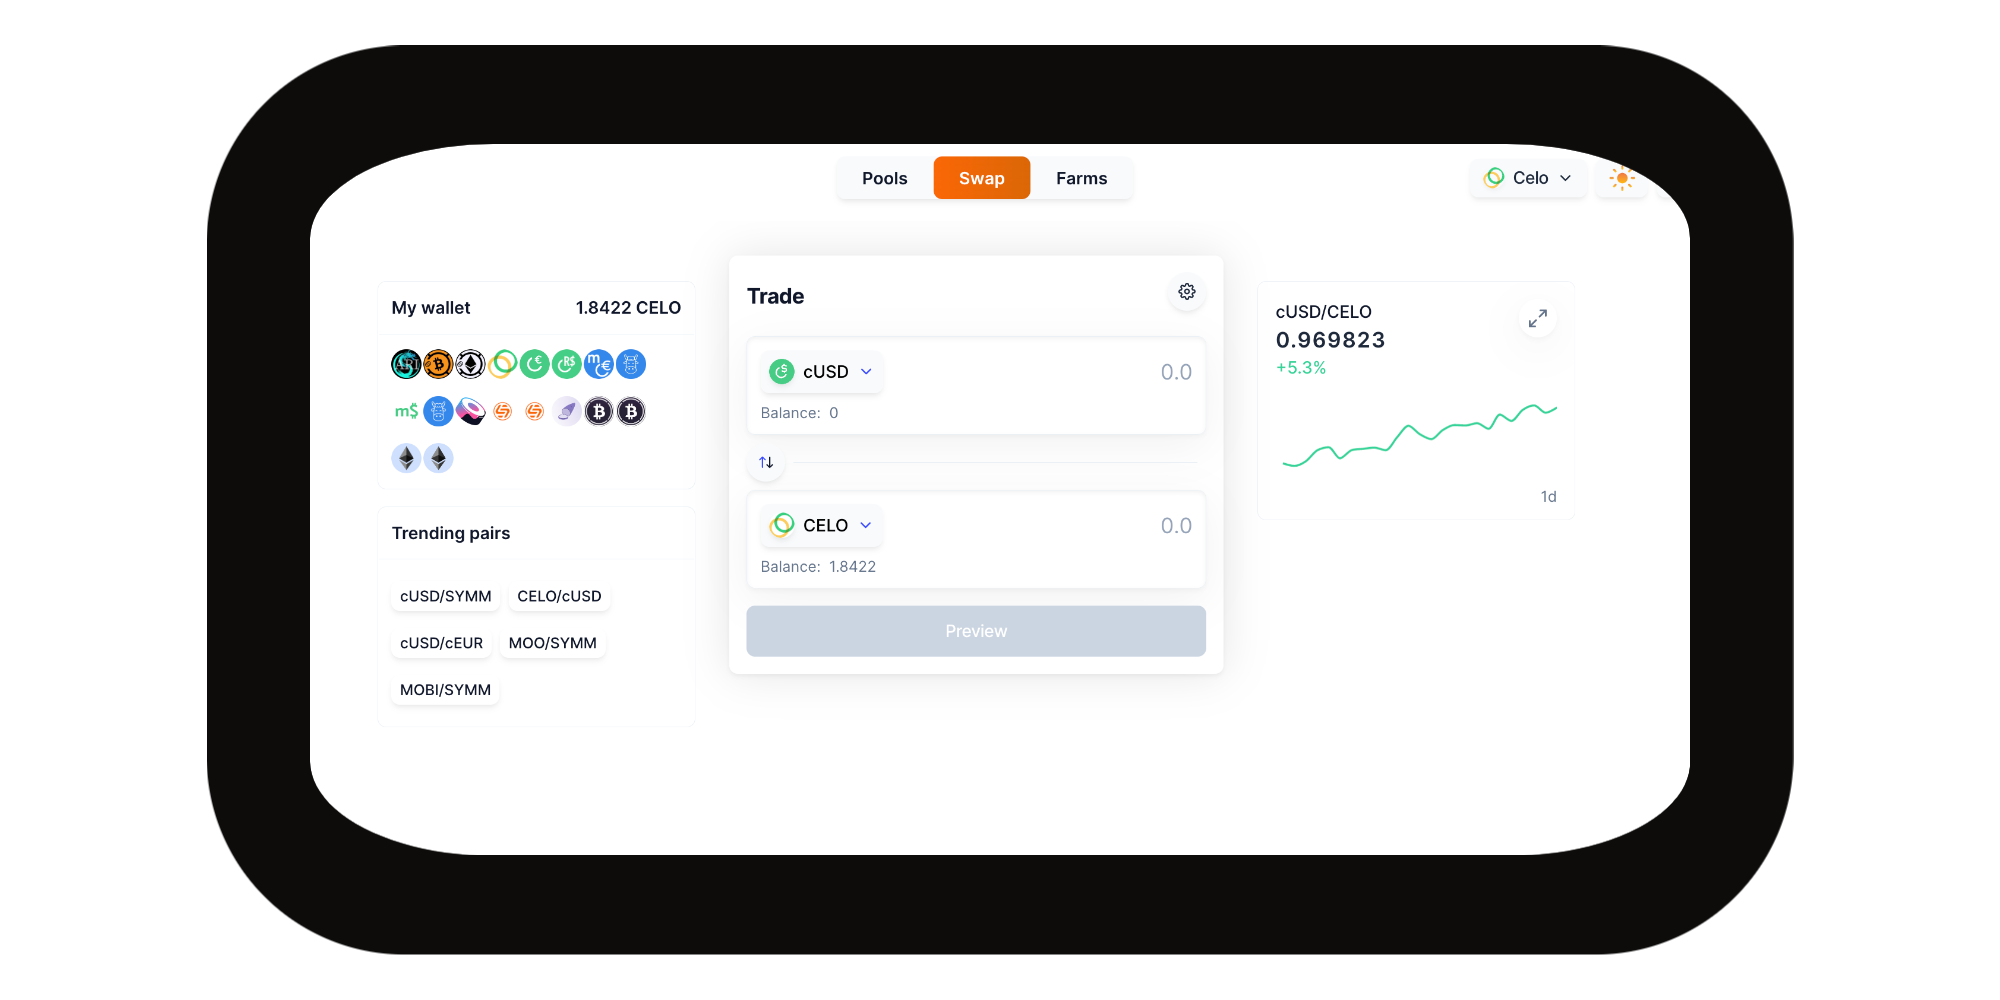 Pools Swap Farms
Celo
My wallet 1.8422 CELO
m$
Trending pairs
cUSD/SYMM CELO/cUSD
cUSD/cEUR MOO/SYMM
MOBI/SYMM
Trade
cUSD 0.0
Balance: 0
CELO 0.0
Balance: 1.8422
Preview
cUSD/CELO
0.969823
+5.3%
1d